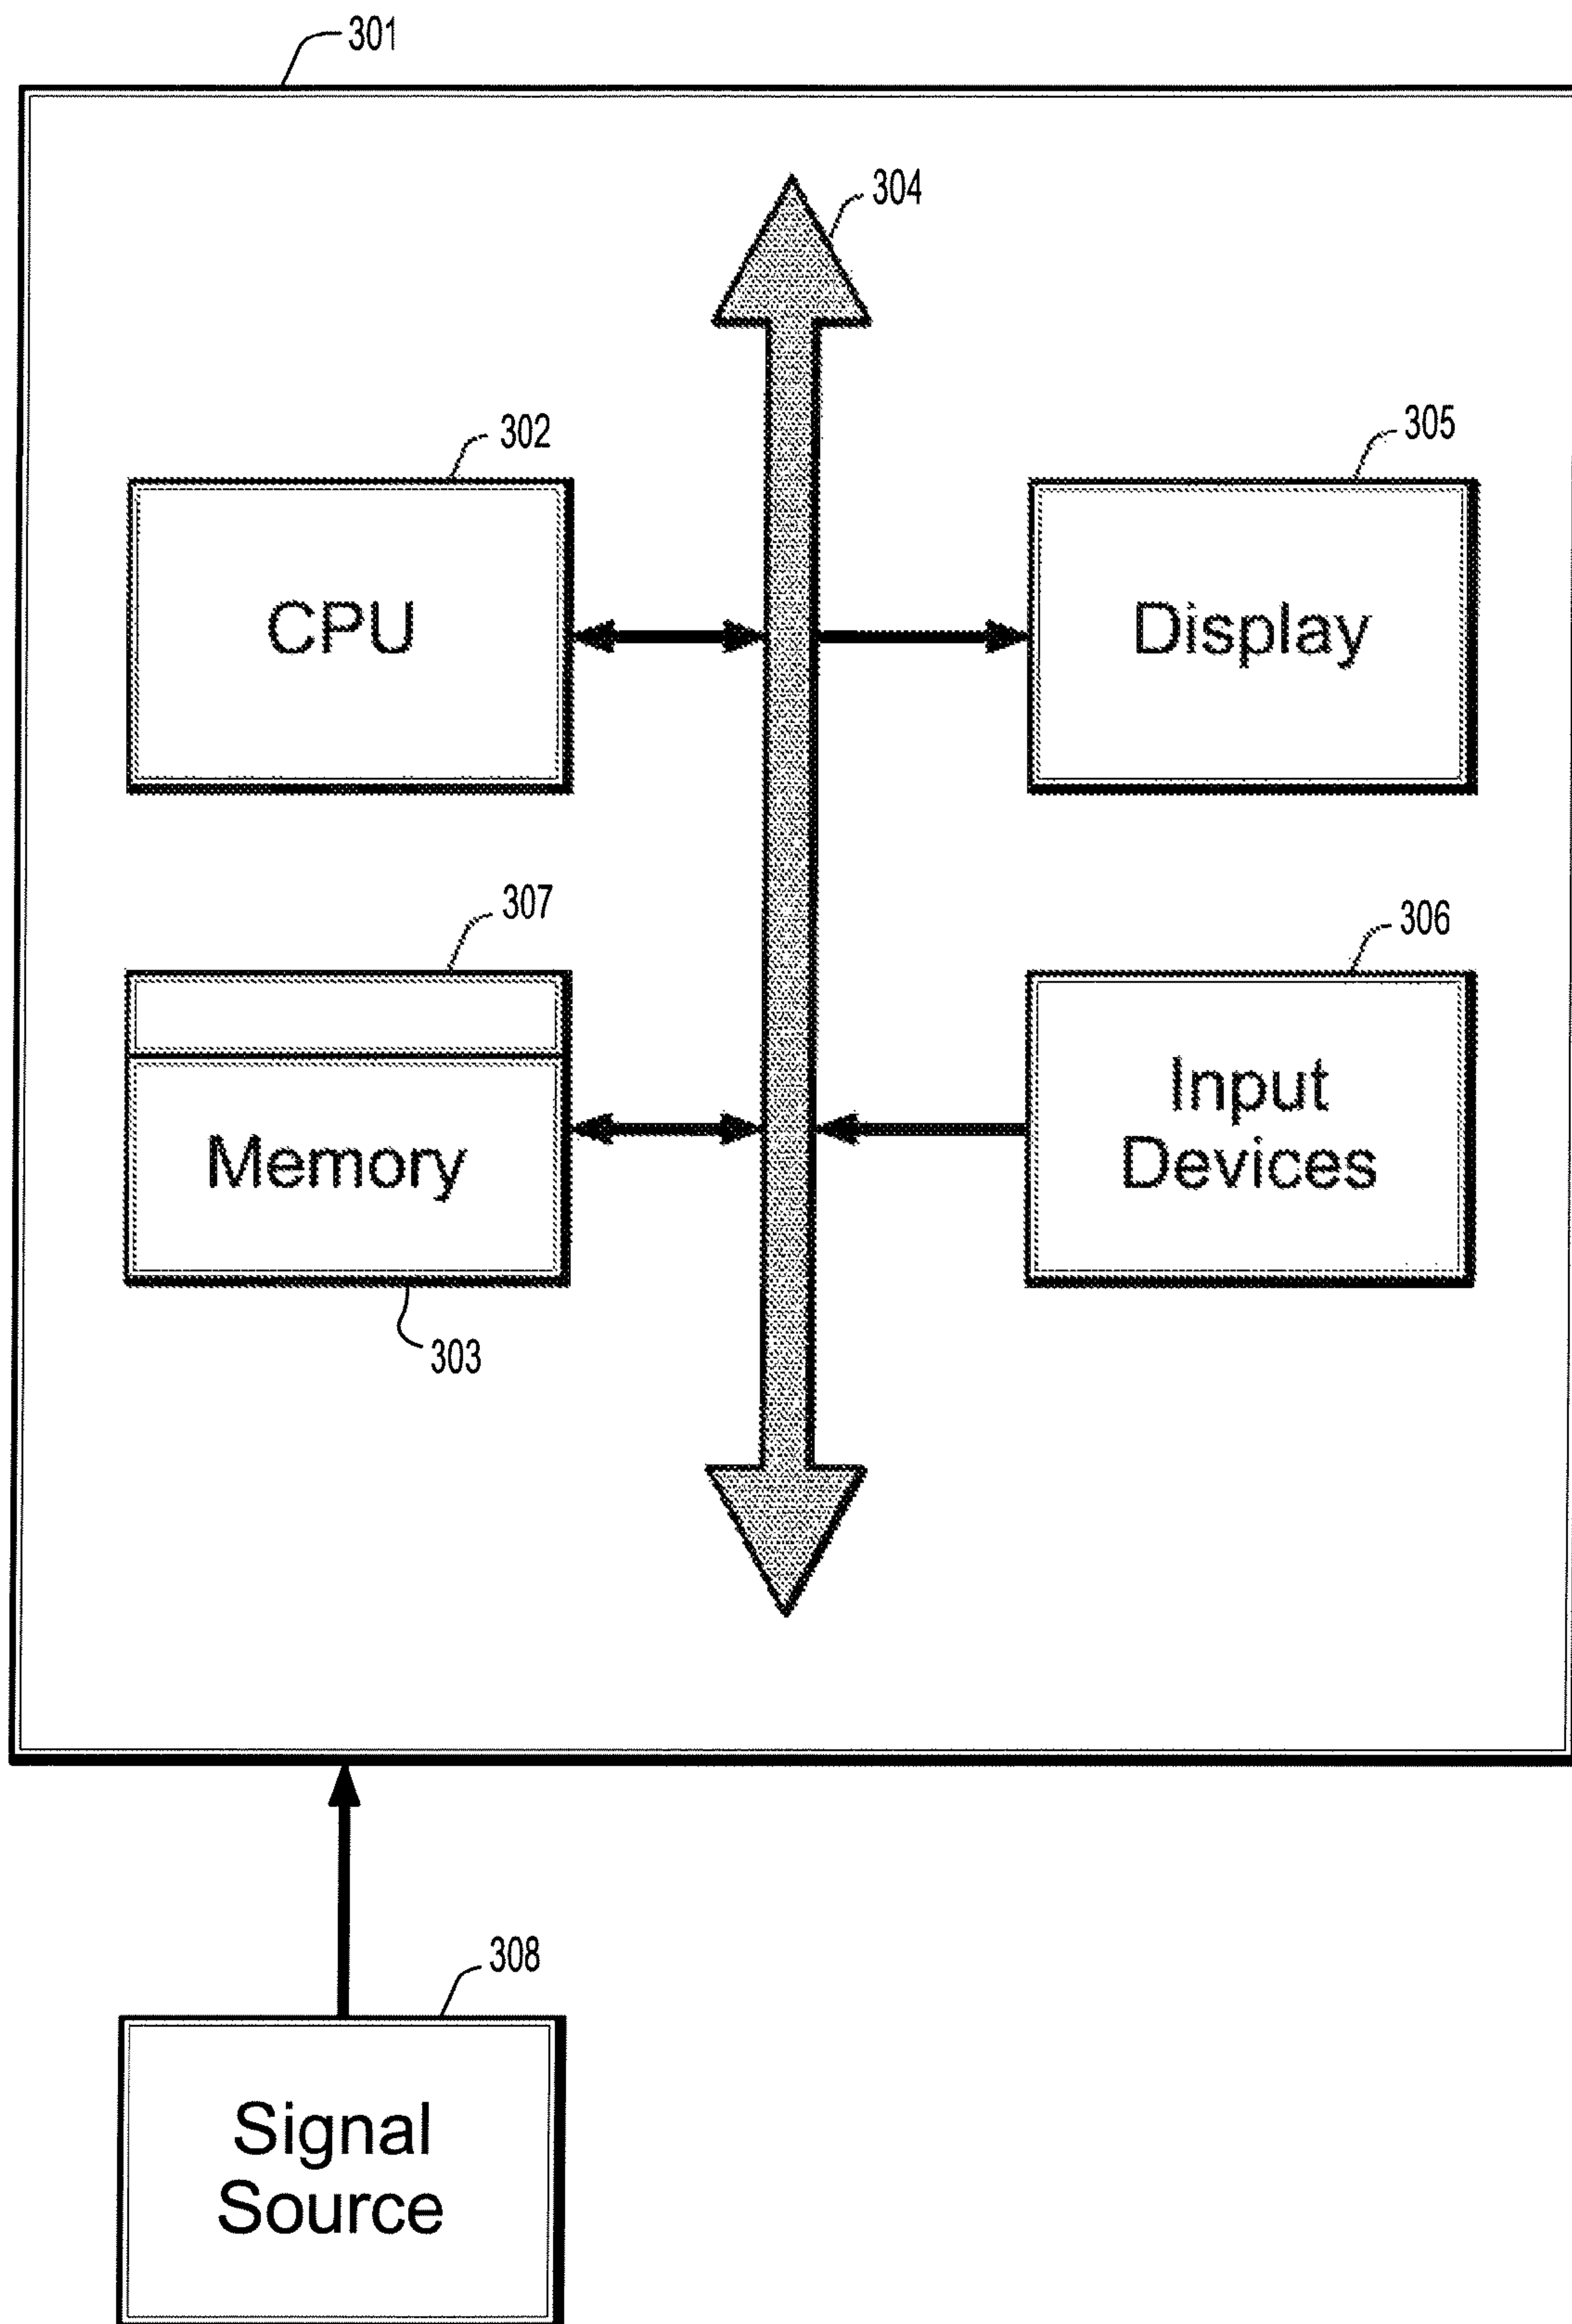 301
304
302
305
CPU
Display
307
306
Memory
Input
Devices
303
308
Signal
Source